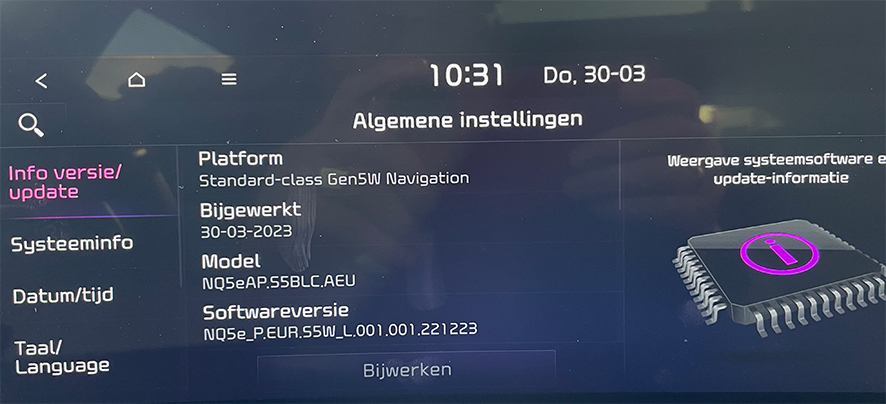 10:31 Do, 30-03
Algemene instellingen
Info versie/
update
Systeeminfo
Datum/tijd
Taal/
Language
Platform
Standard-class Gen5W Navigation
Bijgewerkt
30-03-2023
Model
NQ5eAP.S5BLC.AEU
Softwareversie
NQ5e_P.EUR.S5W_L.001.001.221223
Bijwerken
Weergave systeemsoftware e
update-informatie